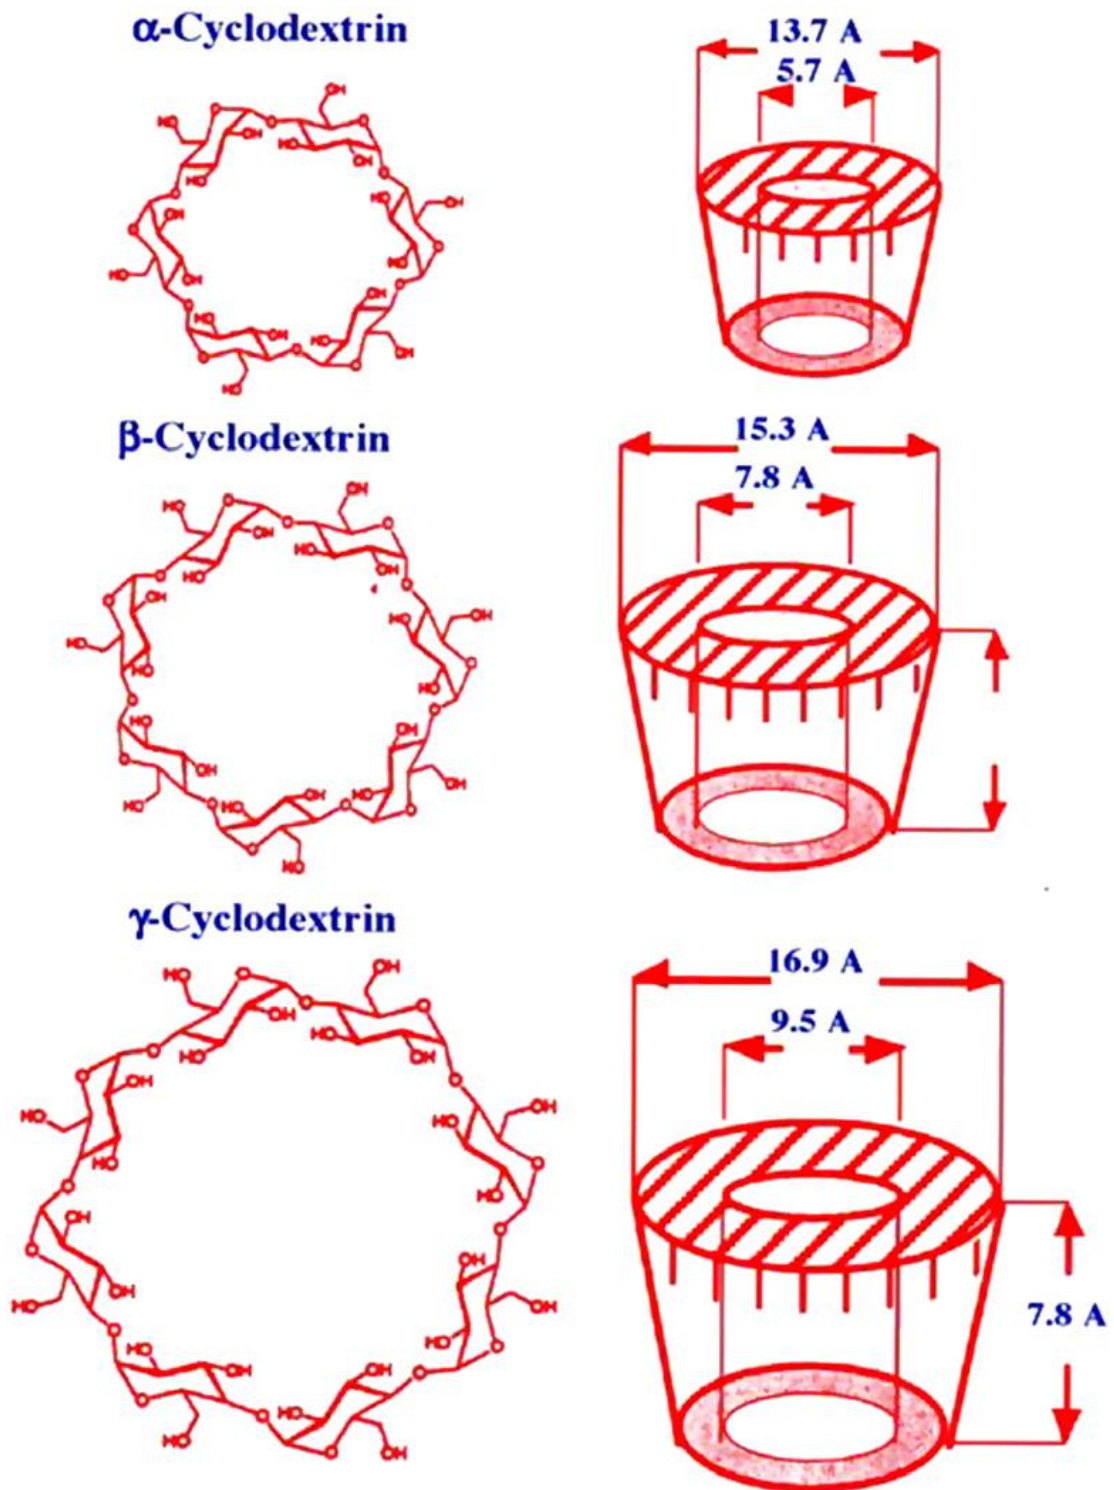 α-Cyclodextrin
13.7 A
5.7 A
β-Cyclodextrin
15.3 A
7.8 A
γ-Cyclodextrin
16.9 A
9.5 A
7.8 A